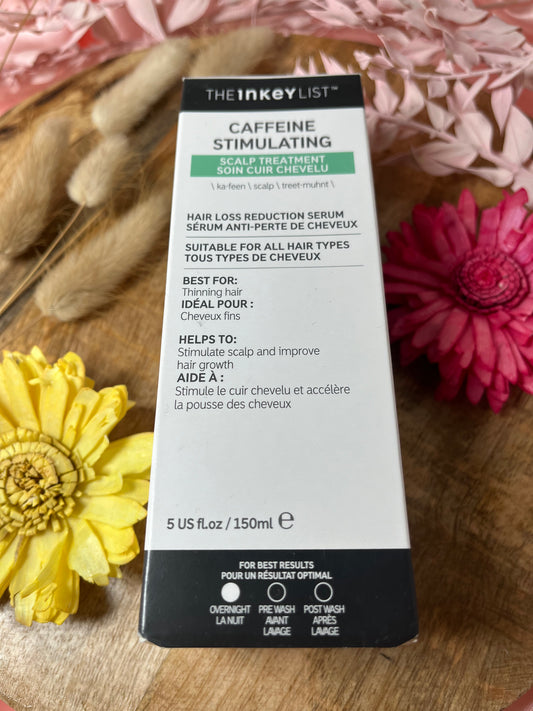 THE INKEY LIST™
CAFFEINE
STIMULATING
SCALP TREATMENT
SOIN CUIR CHEVELU
\ ka-feen \ scalp \ treet-muhnt \
HAIR LOSS REDUCTION SERUM
SÉRUM ANTI-PERTE DE CHEVEUX
SUITABLE FOR ALL HAIR TYPES
TOUS TYPES DE CHEVEUX
BEST FOR:
Thinning hair
IDÉAL POUR :
Cheveux fins
HELPS TO:
Stimulate scalp and improve
hair growth
AIDE À :
Stimule le cuir chevelu et accélère
la pousse des cheveux
5 US fl.oz / 150ml ℮
FOR BEST RESULTS
POUR UN RÉSULTAT OPTIMAL
OVERNIGHT PRE WASH POST WASH
LA NUIT AVANT APRÈS
LAVAGE LAVAGE